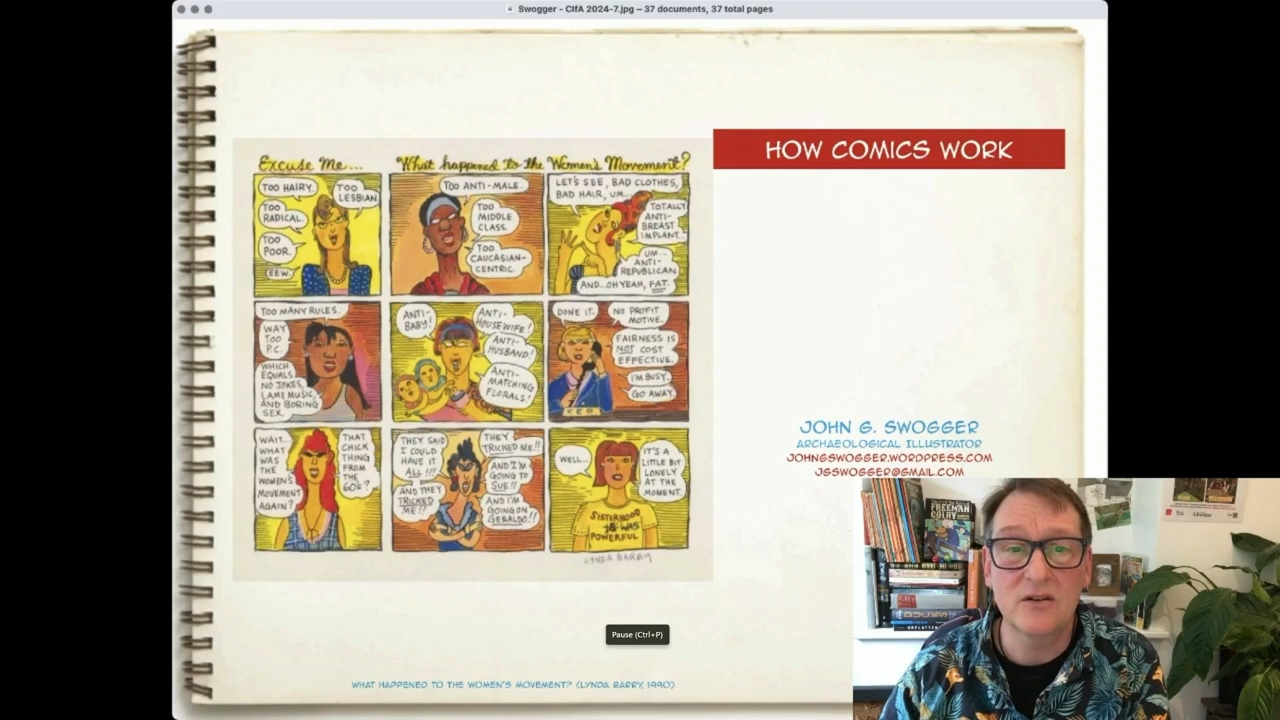 Swogger - CIfA 2024-7.jpg – 37 documents, 37 total pages
HOW COMICS WORK
Excuse Me... What happened to the Women's Movement?
TOO HAIRY.
TOO LESBIAN.
TOO RADICAL.
TOO POOR.
EEW.
TOO ANTI-MALE.
TOO MIDDLE CLASS.
TOO CAUCASIAN-CENTRIC.
LET'S SEE, BAD CLOTHES, BAD HAIR, UM...
TOTALLY ANTI-BREAST IMPLANT...
UM... ANTI-REPUBLICAN
AND...OH YEAH, FAT.
TOO MANY RULES.
WAY TOO P.C.
WHICH EQUALS NO JOKES, LAME MUSIC, AND BORING SEX.
ANTI-BABY!
ANTI-HOUSEWIFE!
ANTI-HUSBAND!
ANTI-MATCHING FLORALS!
DONE IT.
NO PROFIT MOTIVE.
FAIRNESS IS NOT COST EFFECTIVE.
I'M BUSY.
GO AWAY.
CEO
WAIT... WHAT WAS THE WOMEN'S MOVEMENT AGAIN?
THAT CHICK THING FROM THE 60s?
THEY SAID I COULD HAVE IT ALL!!!
AND THEY TRICKED ME!!
THEY TRICKED ME!!
AND I'M GOING TO SUE!!
AND I'M GOING ON GERALDO!!
WELL...
IT'S A LITTLE BIT LONELY AT THE MOMENT.
SISTERHOOD
WAS
POWERFUL
LYNDA BARRY
JOHN G. SWOGGER
ARCHAEOLOGICAL ILLUSTRATOR
JOHNGSWOGGER.WORDPRESS.COM
JGSWOGGER@GMAIL.COM
FREEMAN
COLBY
Pause (Ctrl+P)
WHAT HAPPENED TO THE WOMEN'S MOVEMENT? (LYNDA BARRY, 1990)